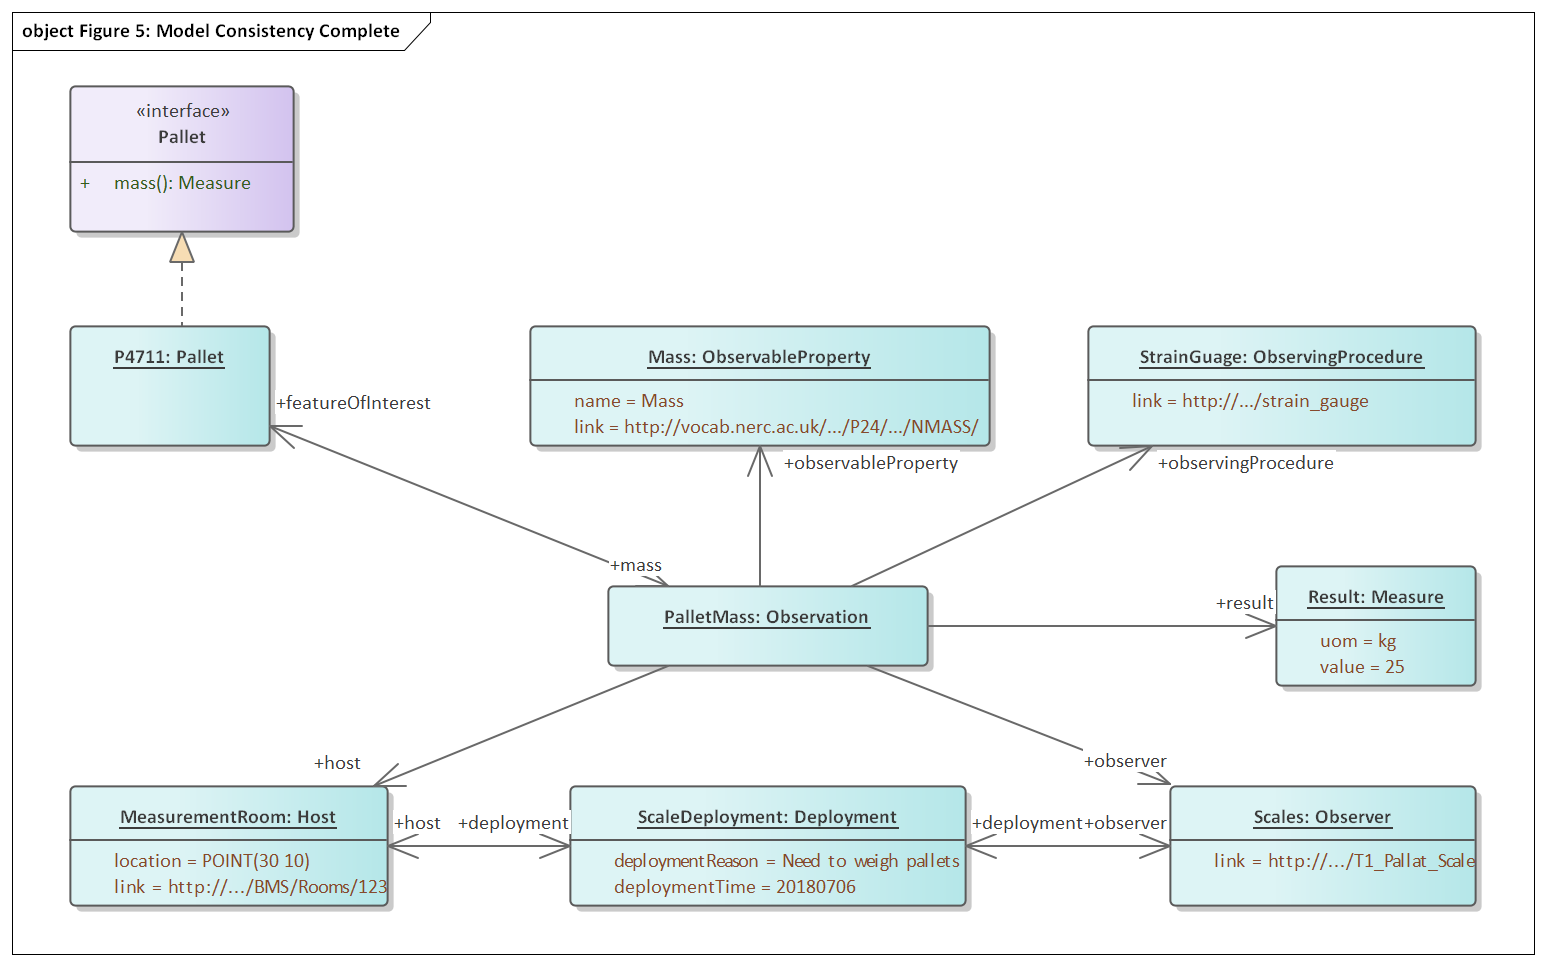 object Figure 5: Model Consistency Complete
«interface»
Pallet
+ mass(): Measure
P4711: Pallet
+featureOfInterest
Mass: ObservableProperty
name = Mass
link = http://vocab.nerc.ac.uk/.../P24/.../NMASS/
+observableProperty
StrainGuage: ObservingProcedure
link = http://.../strain_gauge
+observingProcedure
+mass
PalletMass: Observation
+result
Result: Measure
uom = kg
value = 25
+host
+observer
MeasurementRoom: Host
location = POINT(30 10)
link = http://.../BMS/Rooms/123
+host
+deployment
ScaleDeployment: Deployment
deploymentReason = Need to weigh pallets
deploymentTime = 20180706
+deployment
+observer
Scales: Observer
link = http://.../T1_Pallat_Scale